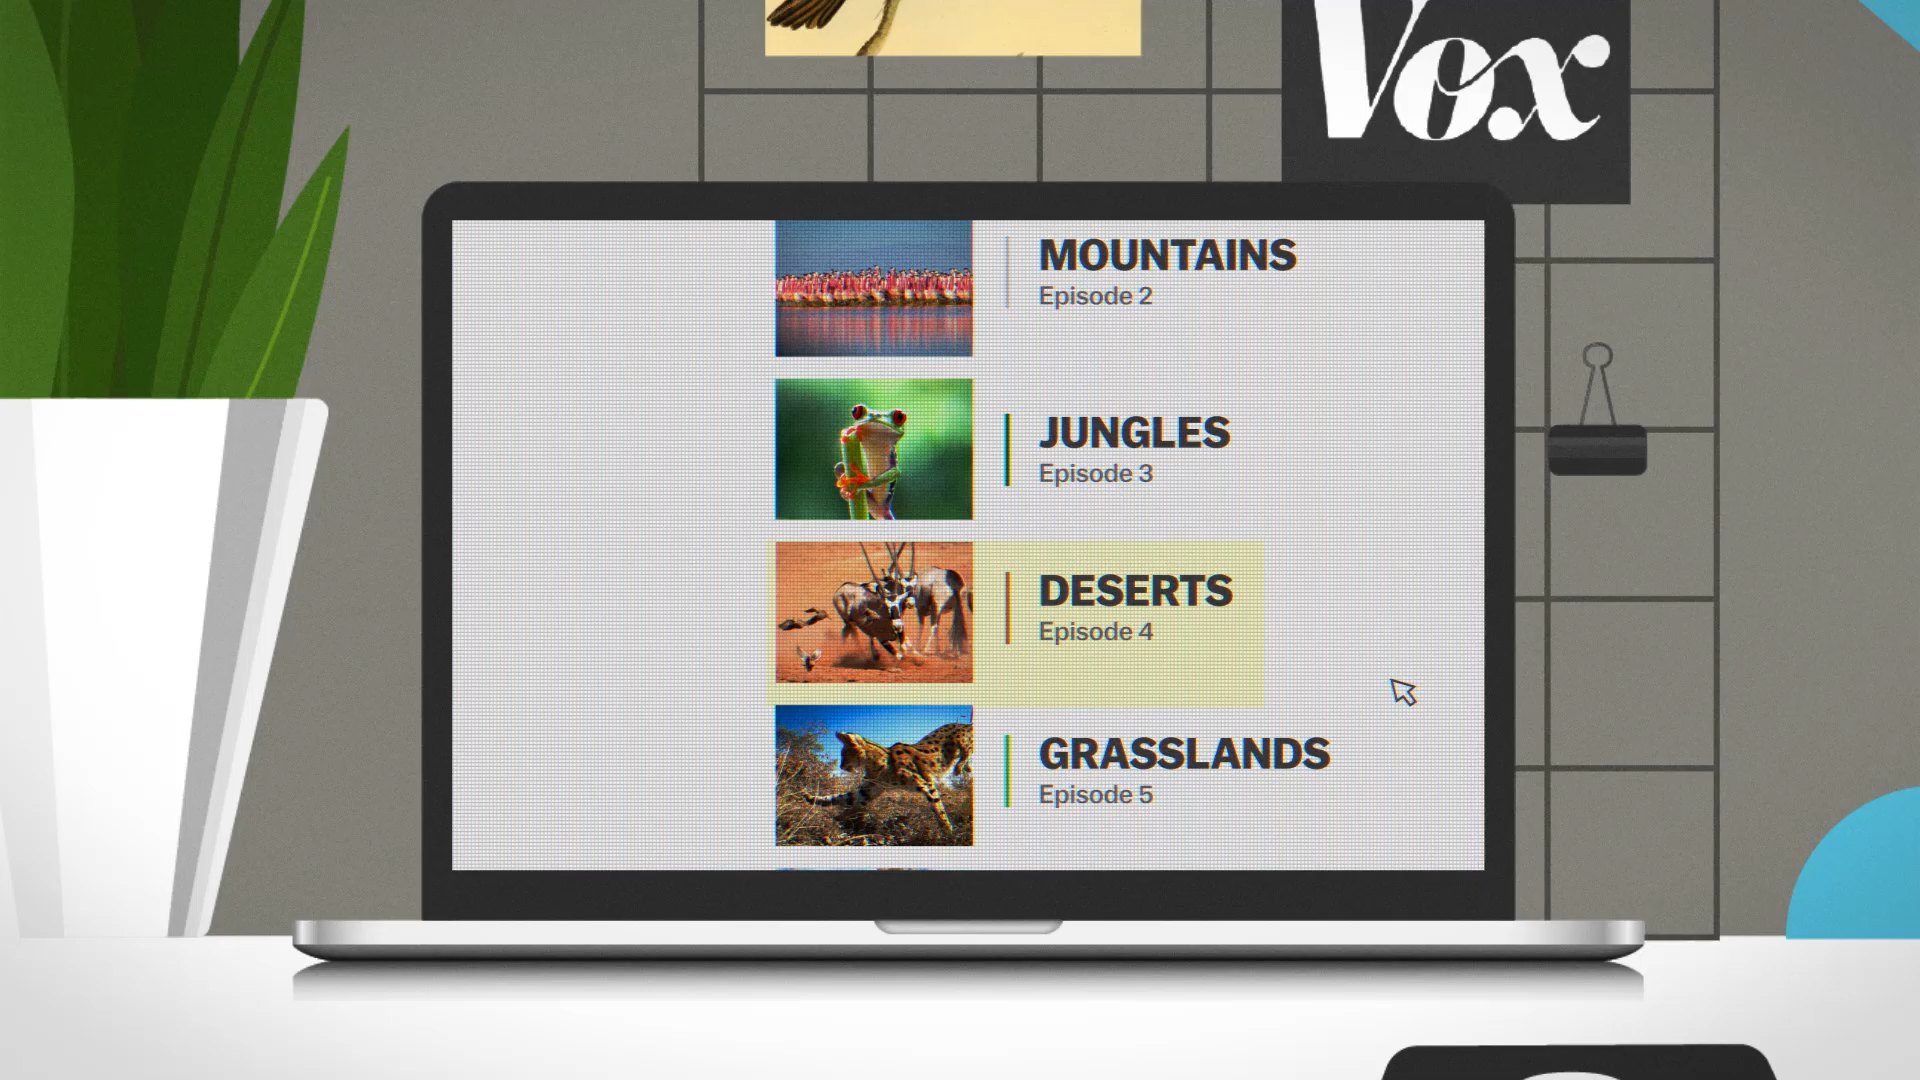 Vox
MOUNTAINS
Episode 2
JUNGLES
Episode 3
DESERTS
Episode 4
GRASSLANDS
Episode 5